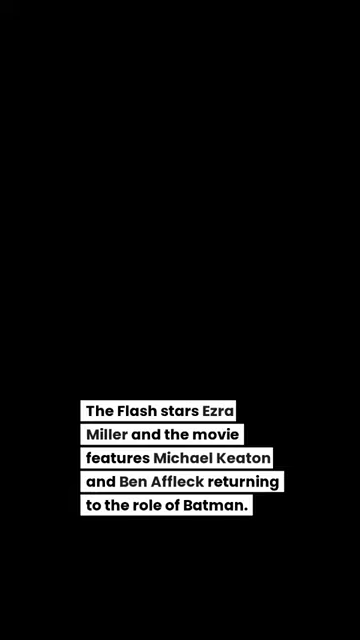 The Flash stars Ezra
Miller and the movie
features Michael Keaton
and Ben Affleck returning
to the role of Batman.